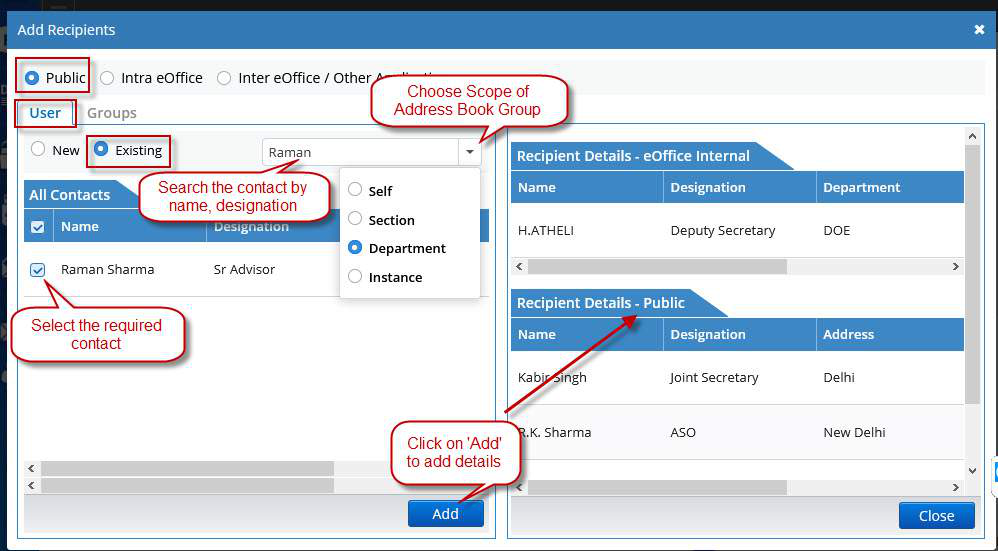 Add Recipients
Public
Intra eOffice
Inter eOffice / Other
Choose Scope of
Address Book Group
User
Groups
New
Existing
Raman
Search the contact by
name, designation
Self
Section
Department
Instance
All Contacts
Name
Designation
Raman Sharma
Sr Advisor
Select the required
contact
Click on 'Add'
to add details
Add
Recipient Details - eOffice Internal
Name
Designation
Department
H.ATHELI
Deputy Secretary
DOE
Recipient Details - Public
Name
Designation
Address
Kabir Singh
Joint Secretary
Delhi
R.K. Sharma
ASO
New Delhi
Close